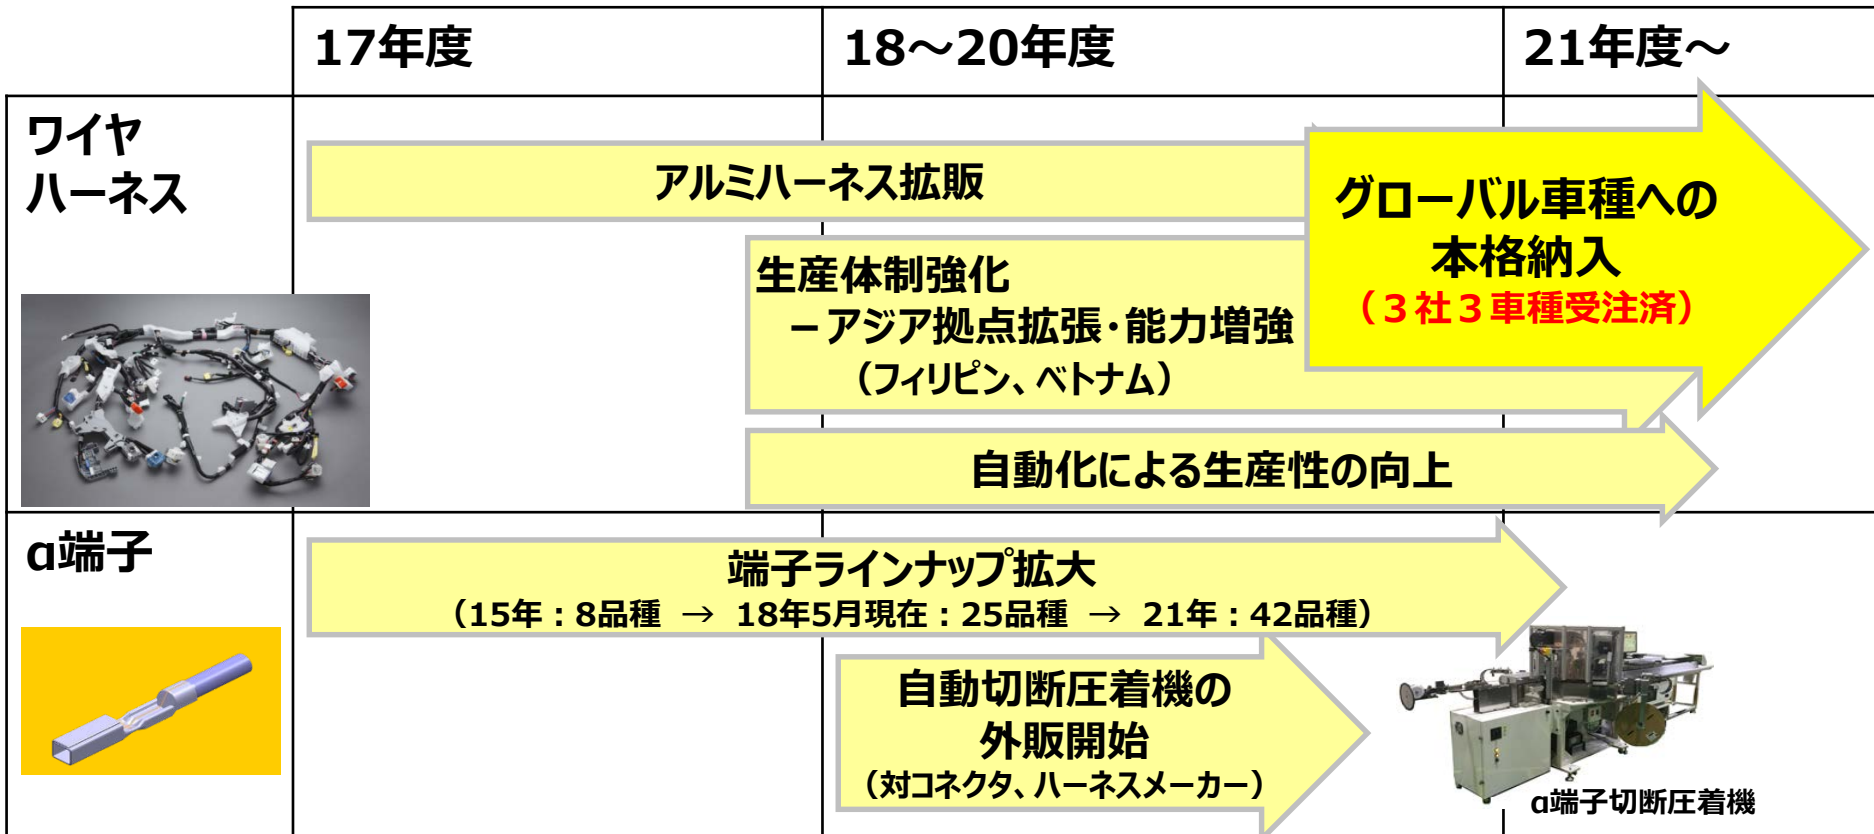 17年度
18～20年度
21年度～
ワイヤ
ハーネス
アルミハーネス拡販
グローバル車種への
本格納入
（３社３車種受注済）
生産体制強化
－アジア拠点拡張・能力増強
（フィリピン、ベトナム）
自動化による生産性の向上
α端子
端子ラインナップ拡大
（15年：8品種 → 18年5月現在：25品種 → 21年：42品種）
自動切断圧着機の
外販開始
（対コネクタ、ハーネスメーカー）
α端子切断圧着機